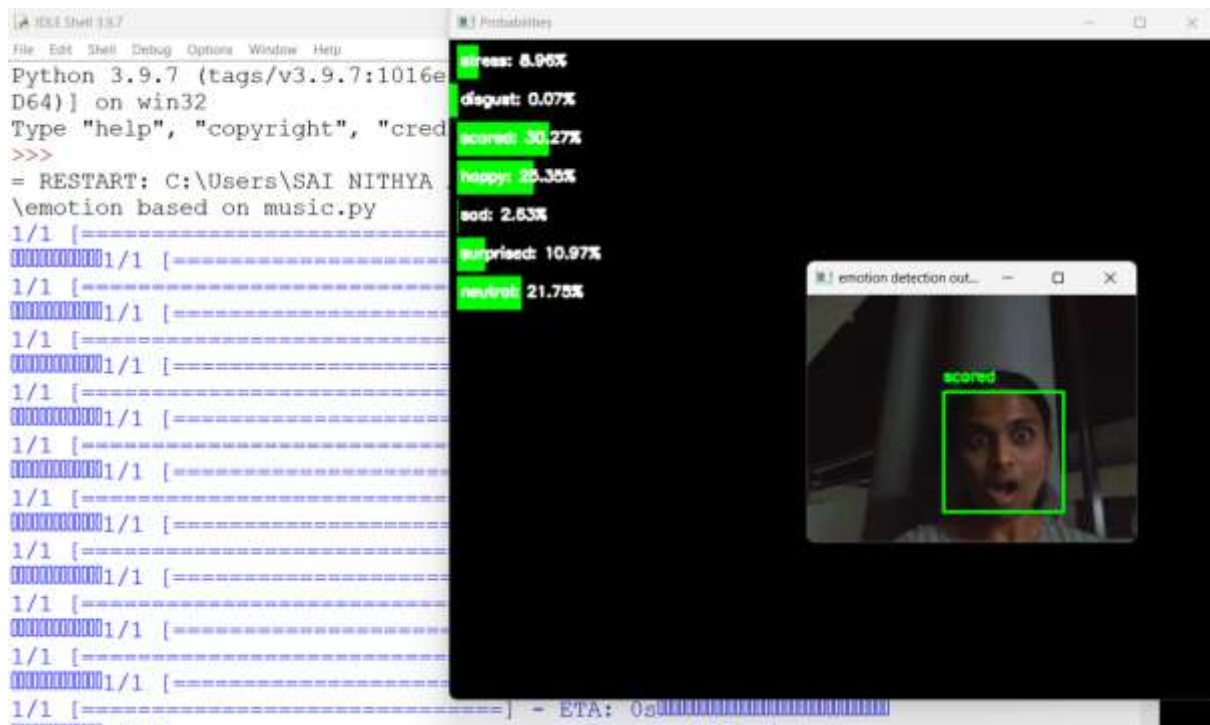 IDLE Shell 3.9.7
File Edit Shell Debug Options Window Help
Python 3.9.7 (tags/v3.9.7:1016e
D64)] on win32
Type "help", "copyright", "cred
>>>
= RESTART: C:\Users\SAI NITHYA
\emotion based on music.py
1/1 [==============================
1/1 [====================
1/1 [==============================
1/1 [====================
1/1 [==============================
1/1 [====================
1/1 [==============================
1/1 [====================
1/1 [==============================
1/1 [====================
1/1 [==============================
1/1 [====================
1/1 [==============================
1/1 [====================
1/1 [==============================
1/1 [====================
1/1 [==============================
1/1 [====================
1/1 [==============================] - ETA: 0s
Probabilities
stress: 8.96%
disgust: 0.07%
scared: 30.27%
happy: 25.35%
sad: 2.63%
surprised: 10.97%
neutral: 21.75%
emotion detection out...
scared